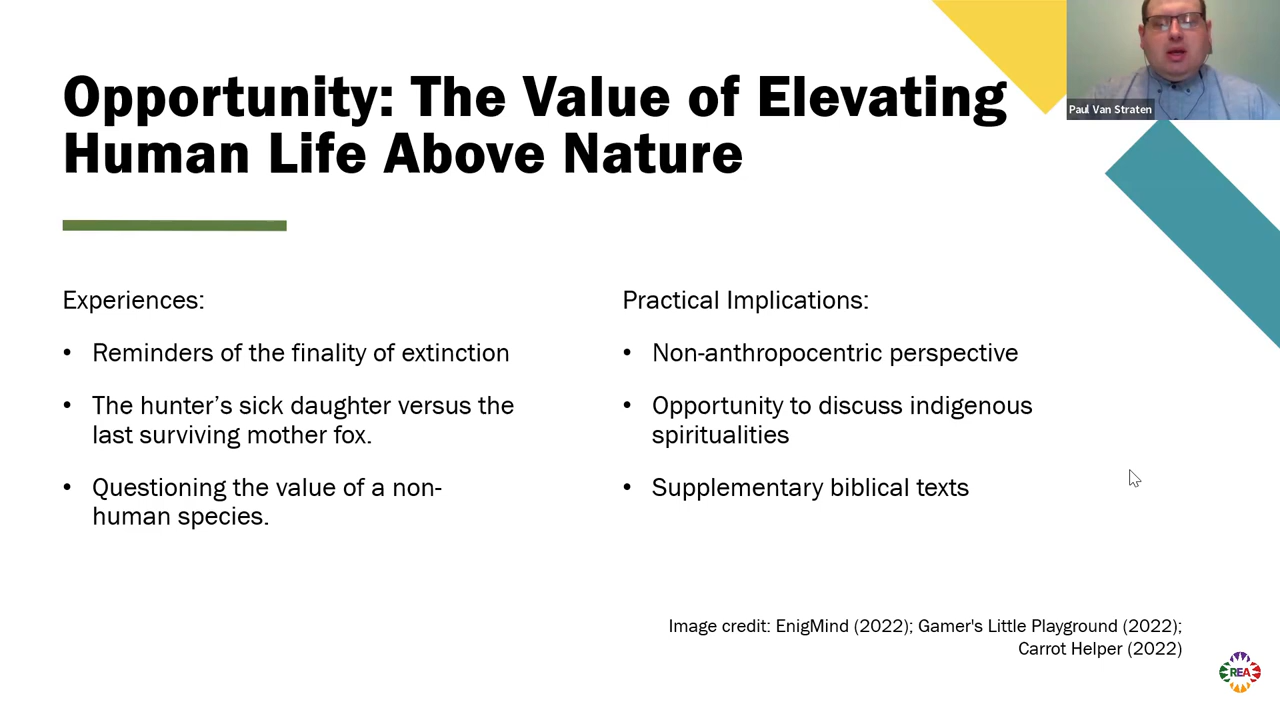 Opportunity: The Value of Elevating
Human Life Above Nature
Paul Van Straten
Experiences:
• Reminders of the finality of extinction
• The hunter’s sick daughter versus the
last surviving mother fox.
• Questioning the value of a non-
human species.
Practical Implications:
• Non-anthropocentric perspective
• Opportunity to discuss indigenous
spiritualities
• Supplementary biblical texts
Image credit: EnigMind (2022); Gamer's Little Playground (2022);
Carrot Helper (2022)
REA